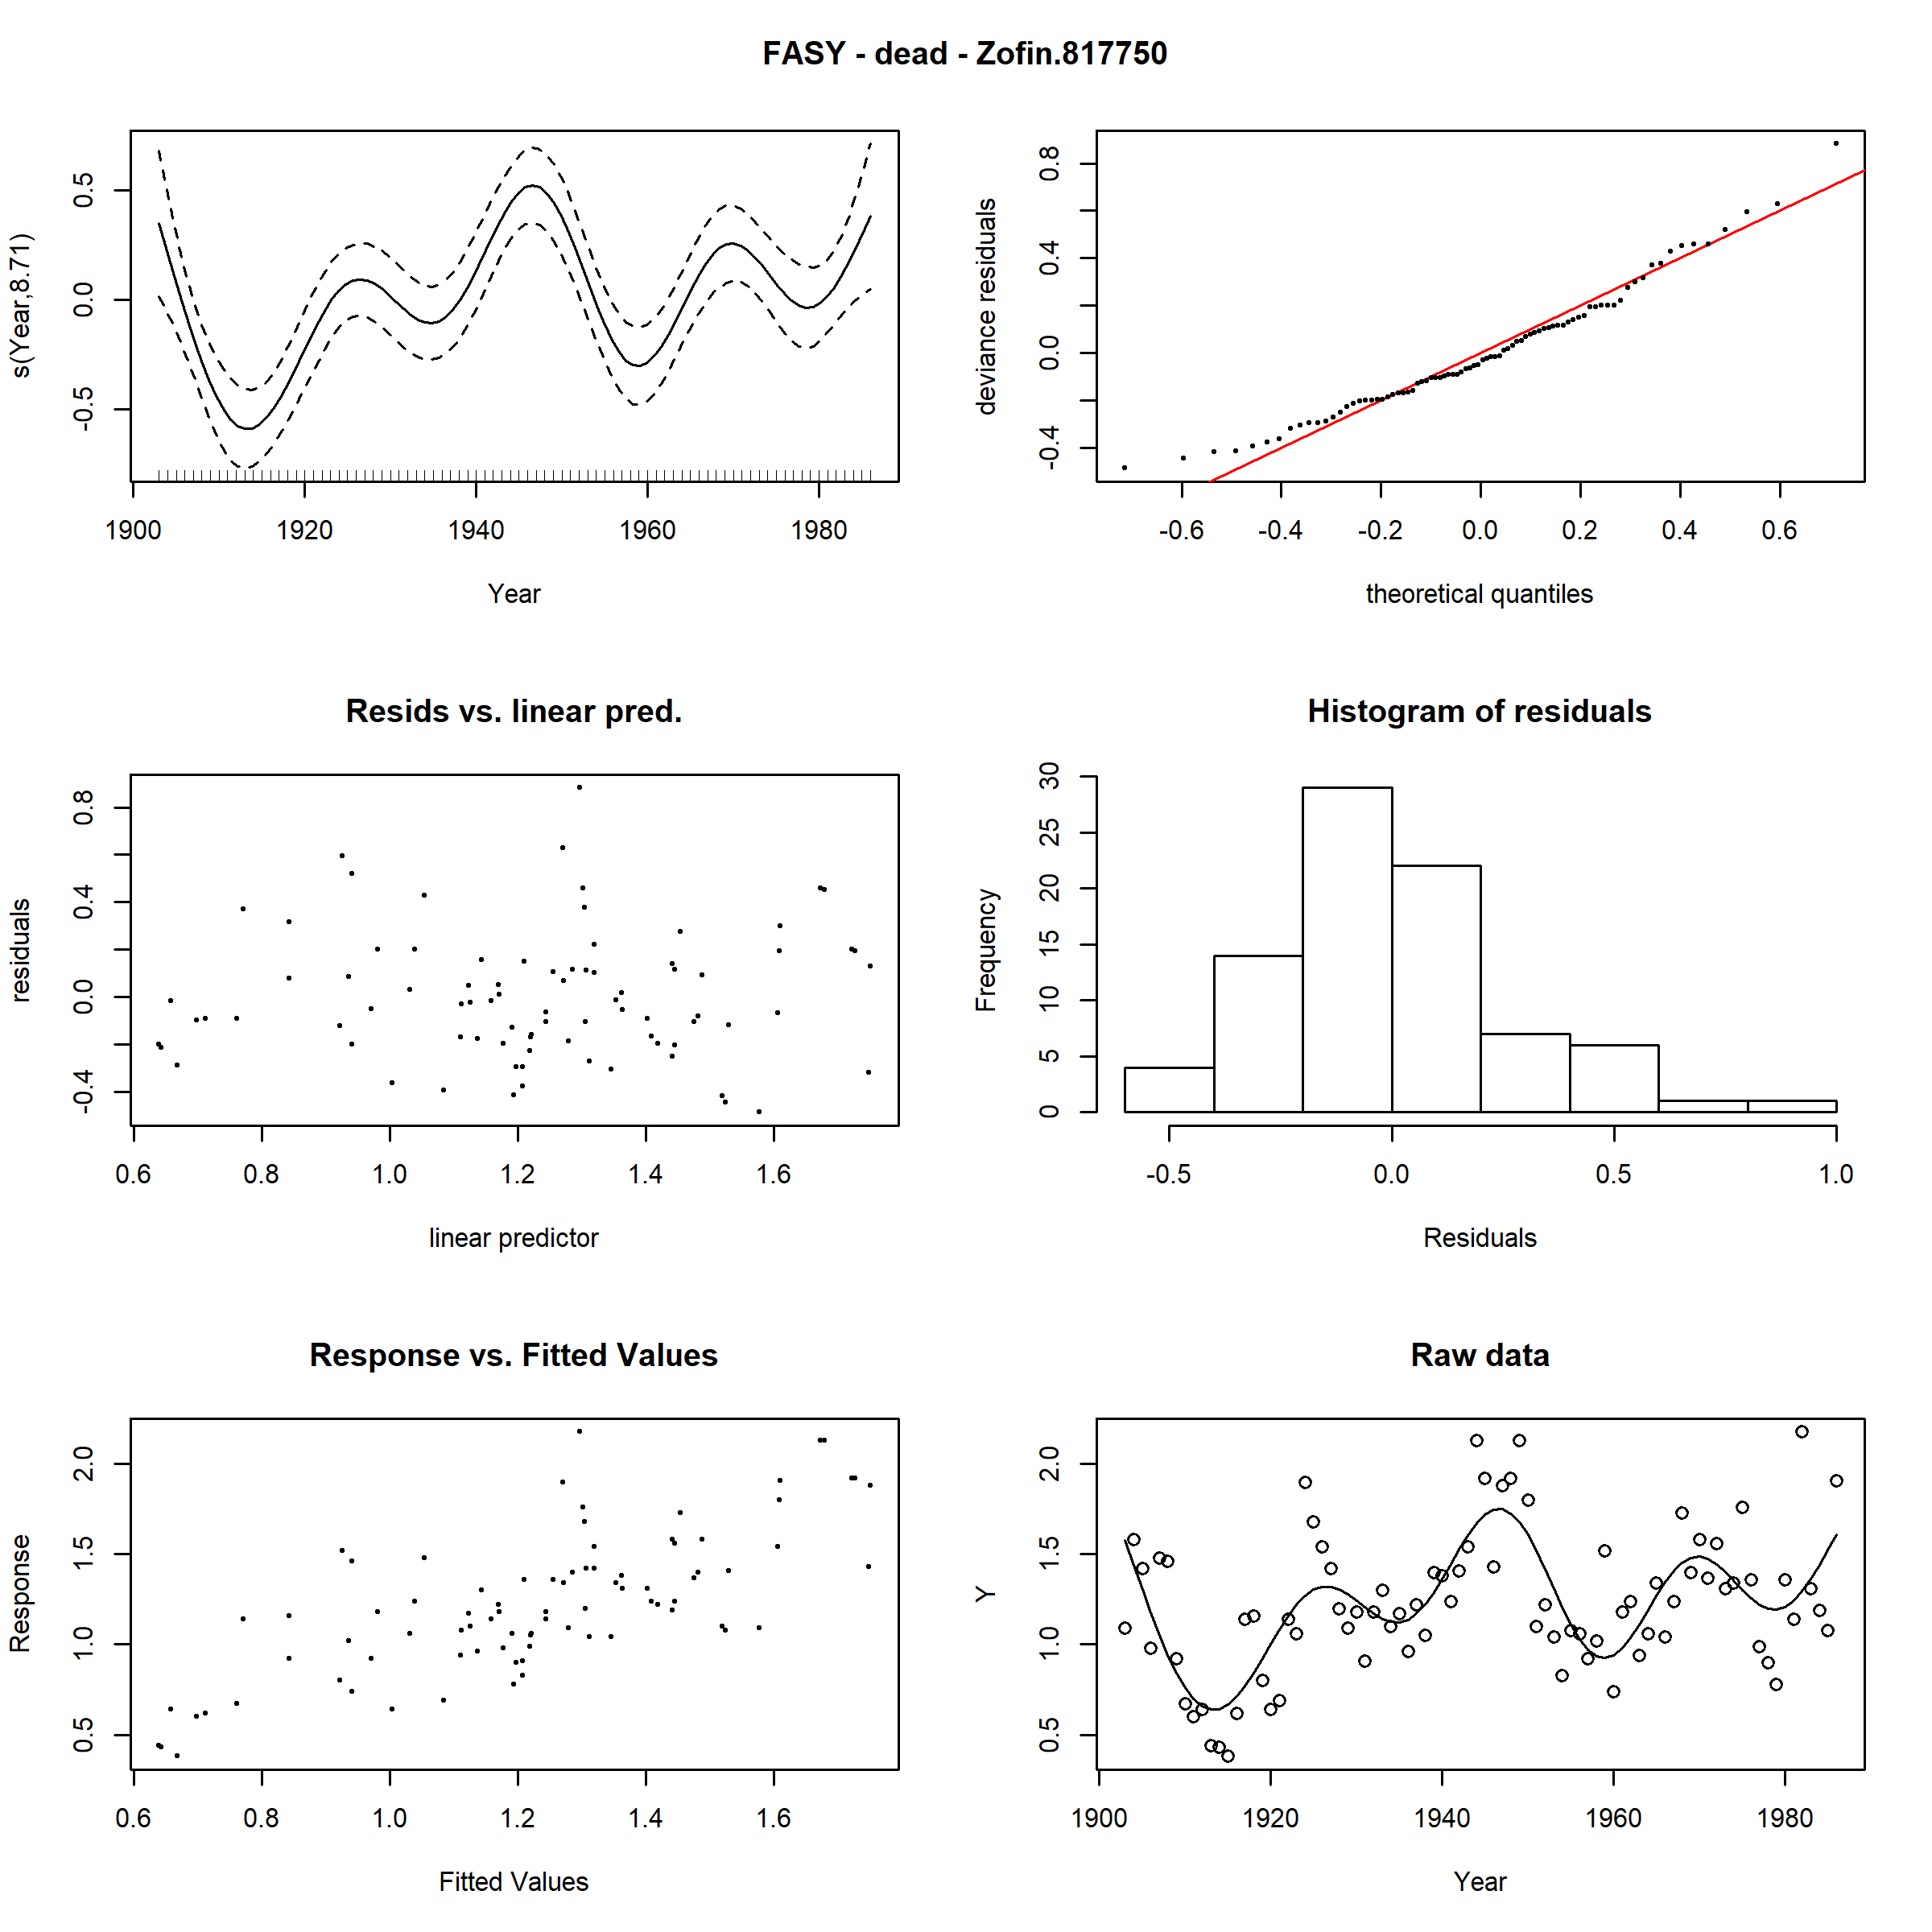 FASY - dead - Zofin.817750
s(Year,8.71)
0.5
0.0
-0.5
1900 1920 1940 1960 1980
Year
deviance residuals
0.8
0.4
0.0
-0.4
-0.6 -0.4 -0.2 0.0 0.2 0.4 0.6
theoretical quantiles
Resids vs. linear pred.
residuals
0.8
0.4
0.0
-0.4
0.6 0.8 1.0 1.2 1.4 1.6
linear predictor
Histogram of residuals
Frequency
30
25
20
15
10
5
0
-0.5 0.0 0.5 1.0
Residuals
Response vs. Fitted Values
Response
2.0
1.5
1.0
0.5
0.6 0.8 1.0 1.2 1.4 1.6
Fitted Values
Raw data
Y
2.0
1.5
1.0
0.5
1900 1920 1940 1960 1980
Year